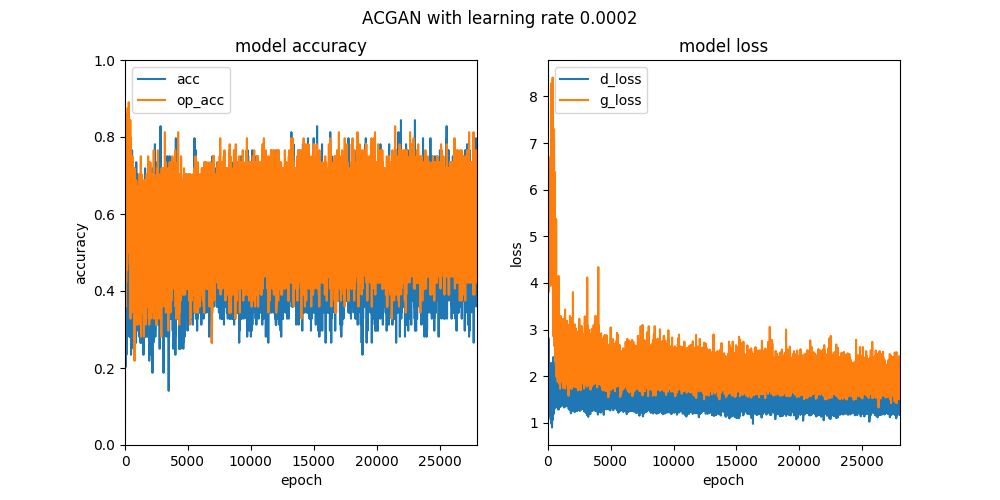 ACGAN with learning rate 0.0002
model accuracy
acc
op_acc
accuracy
1.0
0.8
0.6
0.4
0.2
0.0
0 5000 10000 15000 20000 25000
epoch
model loss
d_loss
g_loss
loss
8
7
6
5
4
3
2
1
0 5000 10000 15000 20000 25000
epoch